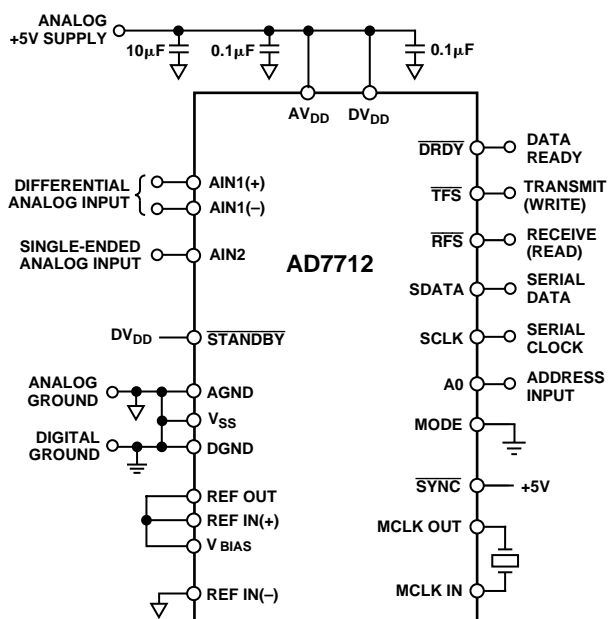 ANALOG
+5V SUPPLY
10μF
0.1μF
0.1μF
AVDD
DVDD
DRDY
DATA
READY
DIFFERENTIAL
ANALOG INPUT
AIN1(+)
AIN1(–)
TFS
TRANSMIT
(WRITE)
RFS
RECEIVE
(READ)
SINGLE-ENDED
ANALOG INPUT
AIN2
AD7712
SDATA
SERIAL
DATA
DVDD
STANDBY
SCLK
SERIAL
CLOCK
ANALOG
GROUND
AGND
A0
ADDRESS
INPUT
VSS
MODE
DIGITAL
GROUND
DGND
SYNC
+5V
REF OUT
REF IN(+)
MCLK OUT
VBIAS
REF IN(–)
MCLK IN